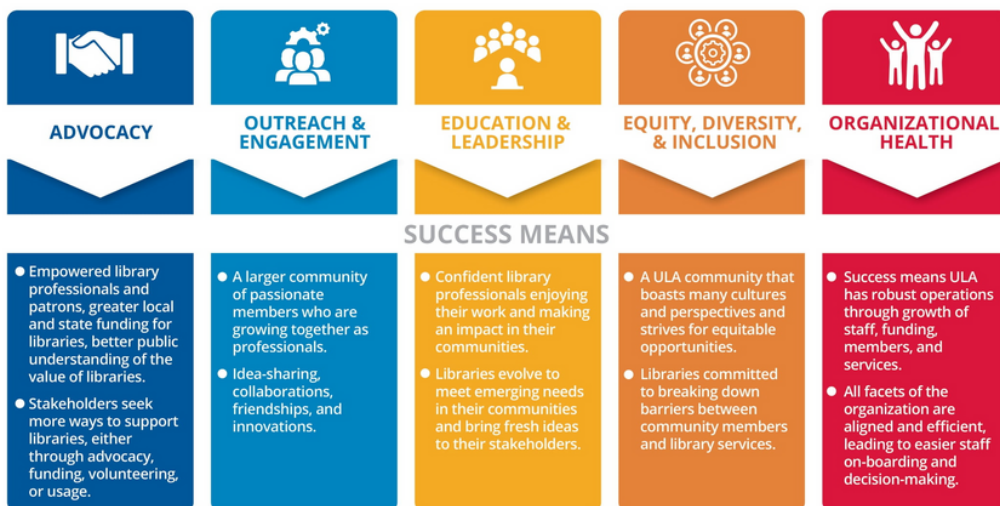 ADVOCACY
OUTREACH &
ENGAGEMENT
EDUCATION &
LEADERSHIP
EQUITY, DIVERSITY,
& INCLUSION
ORGANIZATIONAL
HEALTH
SUCCESS MEANS
● Empowered library
professionals and
patrons, greater local
and state funding for
libraries, better public
understanding of the
value of libraries.
● Stakeholders seek
more ways to support
libraries, either
through advocacy,
funding, volunteering,
or usage.
● A larger community
of passionate
members who are
growing together as
professionals.
● Idea-sharing,
collaborations,
friendships, and
innovations.
● Confident library
professionals enjoying
their work and making
an impact in their
communities.
● Libraries evolve to
meet emerging needs
in their communities
and bring fresh ideas
to their stakeholders.
● A ULA community that
boasts many cultures
and perspectives and
strives for equitable
opportunities.
● Libraries committed
to breaking down
barriers between
community members
and library services.
● Success means ULA
has robust operations
through growth of
staff, funding,
members, and
services.
● All facets of the
organization are
aligned and efficient,
leading to easier staff
on-boarding and
decision-making.